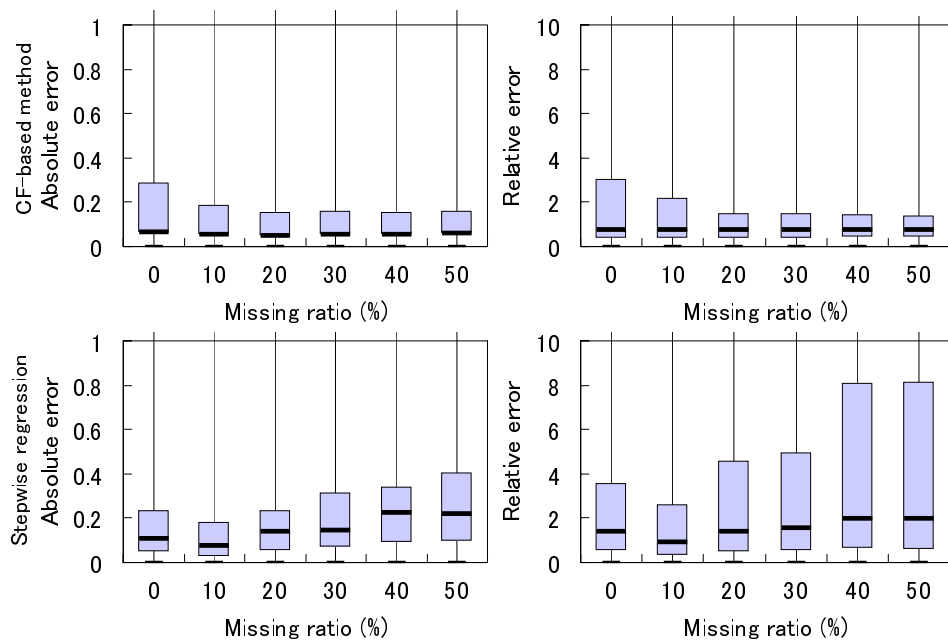 CF-based method
Absolute error
1
0.8
0.6
0.4
0.2
0
0 10 20 30 40 50
Missing ratio (%)
Relative error
10
8
6
4
2
0
0 10 20 30 40 50
Missing ratio (%)
Stepwise regression
Absolute error
1
0.8
0.6
0.4
0.2
0
0 10 20 30 40 50
Missing ratio (%)
Relative error
10
8
6
4
2
0
0 10 20 30 40 50
Missing ratio (%)